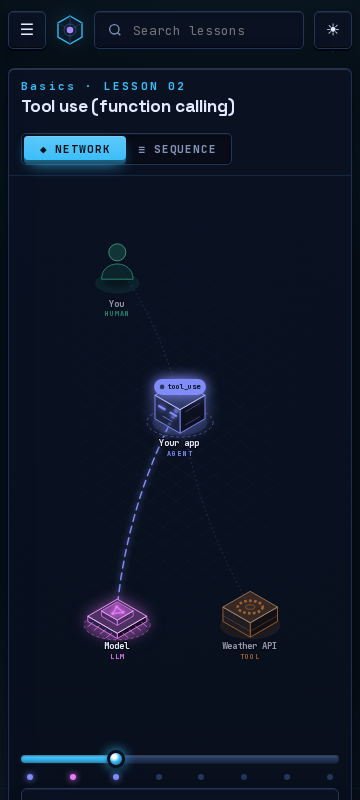 Search lessons
Basics · LESSON 02
Tool use (function calling)
NETWORK
SEQUENCE
You
HUMAN
tool_use
Your app
AGENT
Model
LLM
Weather API
TOOL